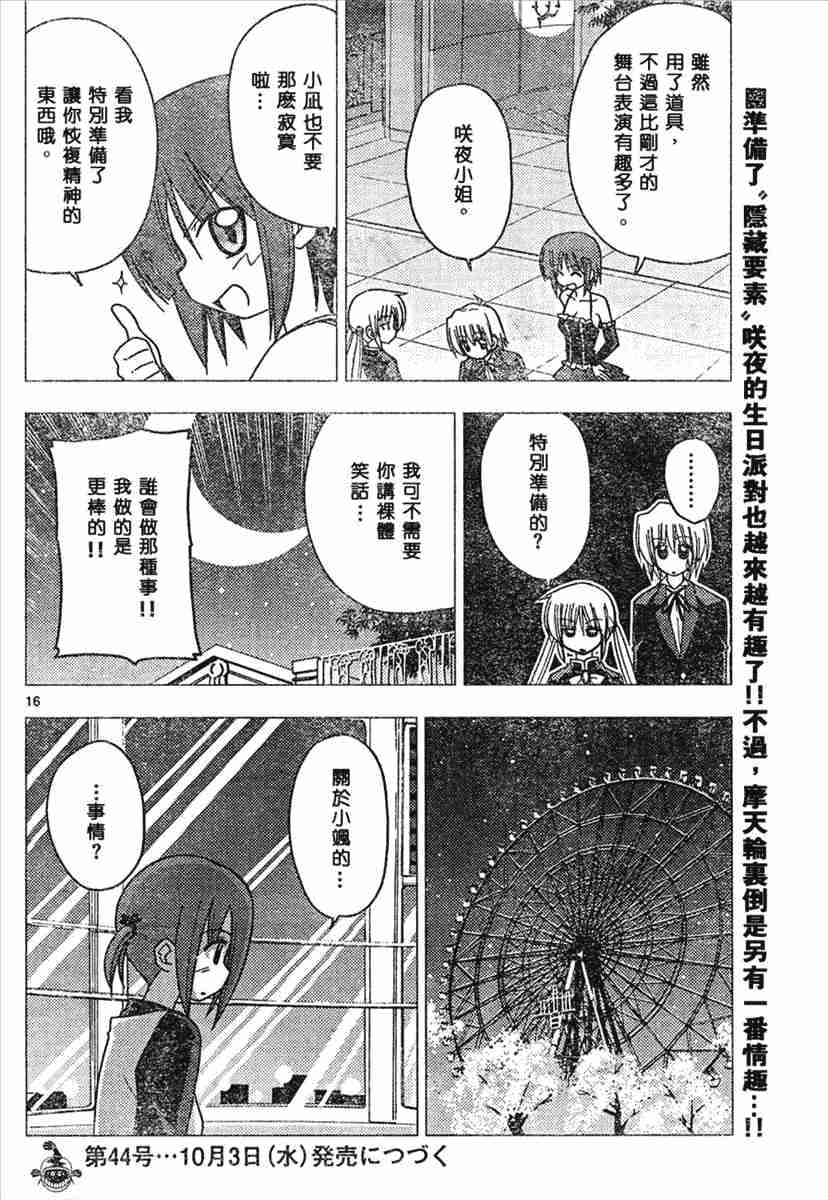 雖然
用了道具，
不過這比剛才的
舞台表演有趣多了。
咲夜小姐。
小凪也不要
那麼寂寞
啦…
看我
特別準備了
讓你恢複精神的
東西哦。
………
特別準備的？
我可不需要
你講裸體
笑話…
誰會做那種事!!
我做的是
更棒的!!
16
關於小颯的…
…事情？
準備了〝隱藏要素〞咲夜的生日派對也越來越有趣了!!不過，摩天輪裏倒是另有一番情趣…!!
第44号…10月3日(水)発売につづく